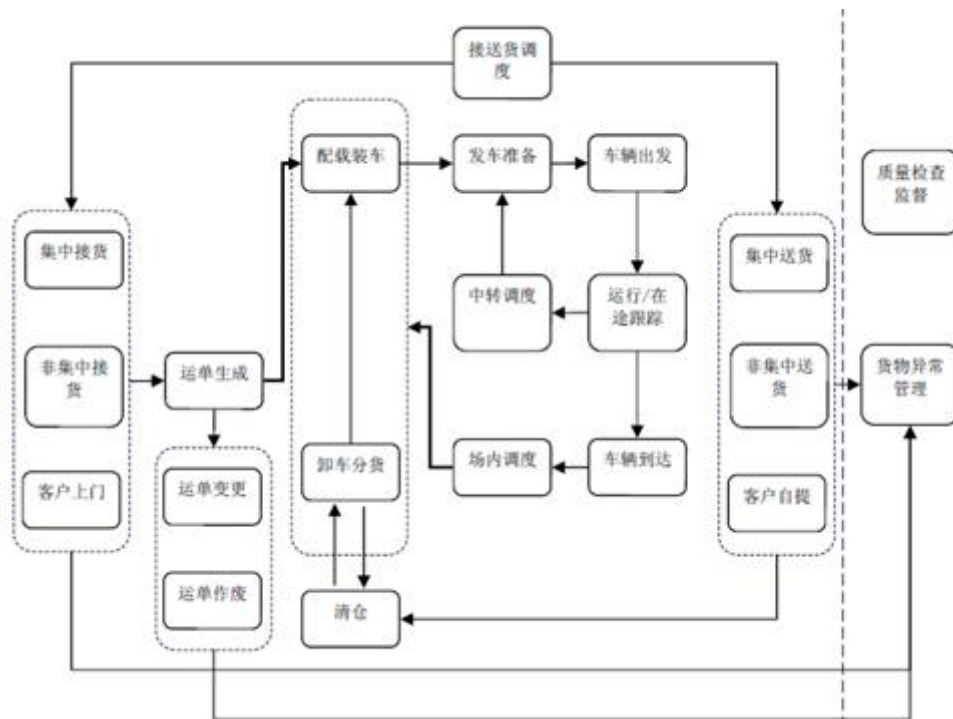 接送货调
度
配载装车
发车准备
车辆出发
质量检查
监督
集中接货
集中送货
中转调度
运行/在
途跟踪
非集中接
货
运单生成
非集中送
货
货物异常
管理
卸车分货
场内调度
车辆到达
客户上门
运单变更
客户自提
运单作废
清仓